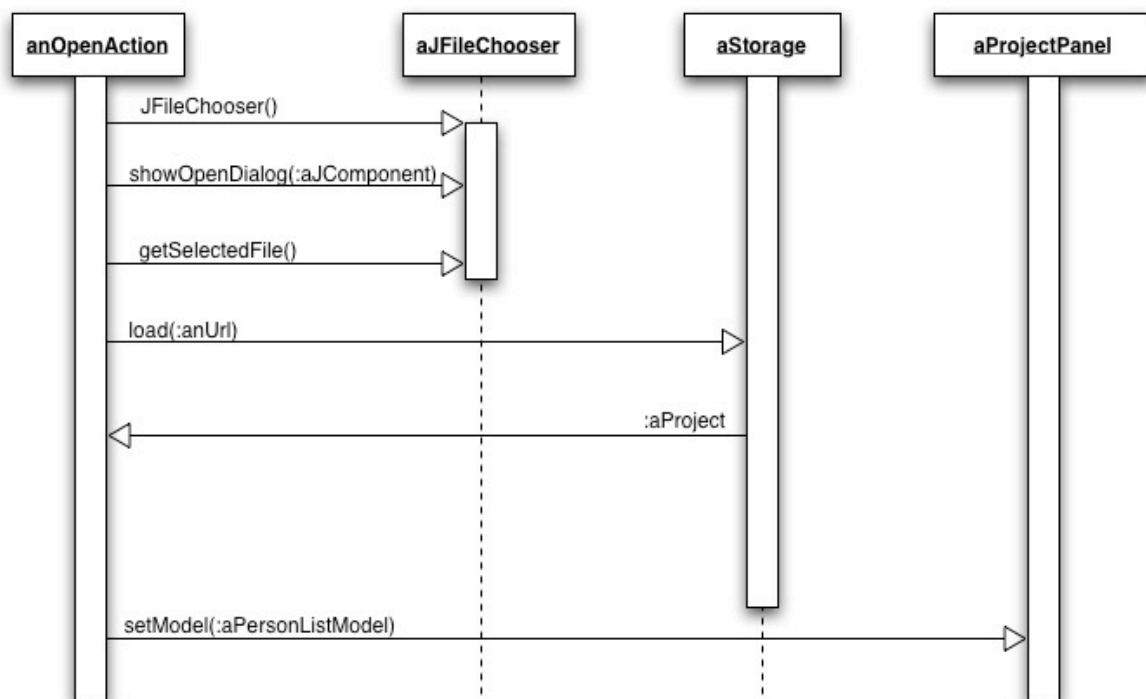 anOpenAction
aJFileChooser
aStorage
aProjectPanel
JFileChooser()
showOpenDialog(:aJComponent)
getSelectedFile()
load(:anUrl)
:aProject
setModel(:aPersonListModel)